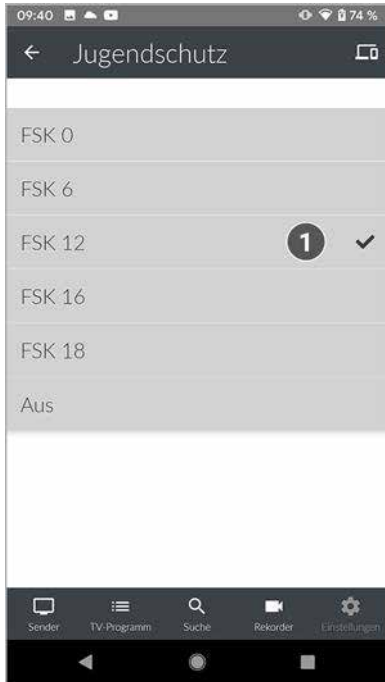 09:40 74 %
Jugendschutz
FSK 0
FSK 6
FSK 12 1
FSK 16
FSK 18
Aus
Sender TV-Programm Suche Rekorder Einstellungen